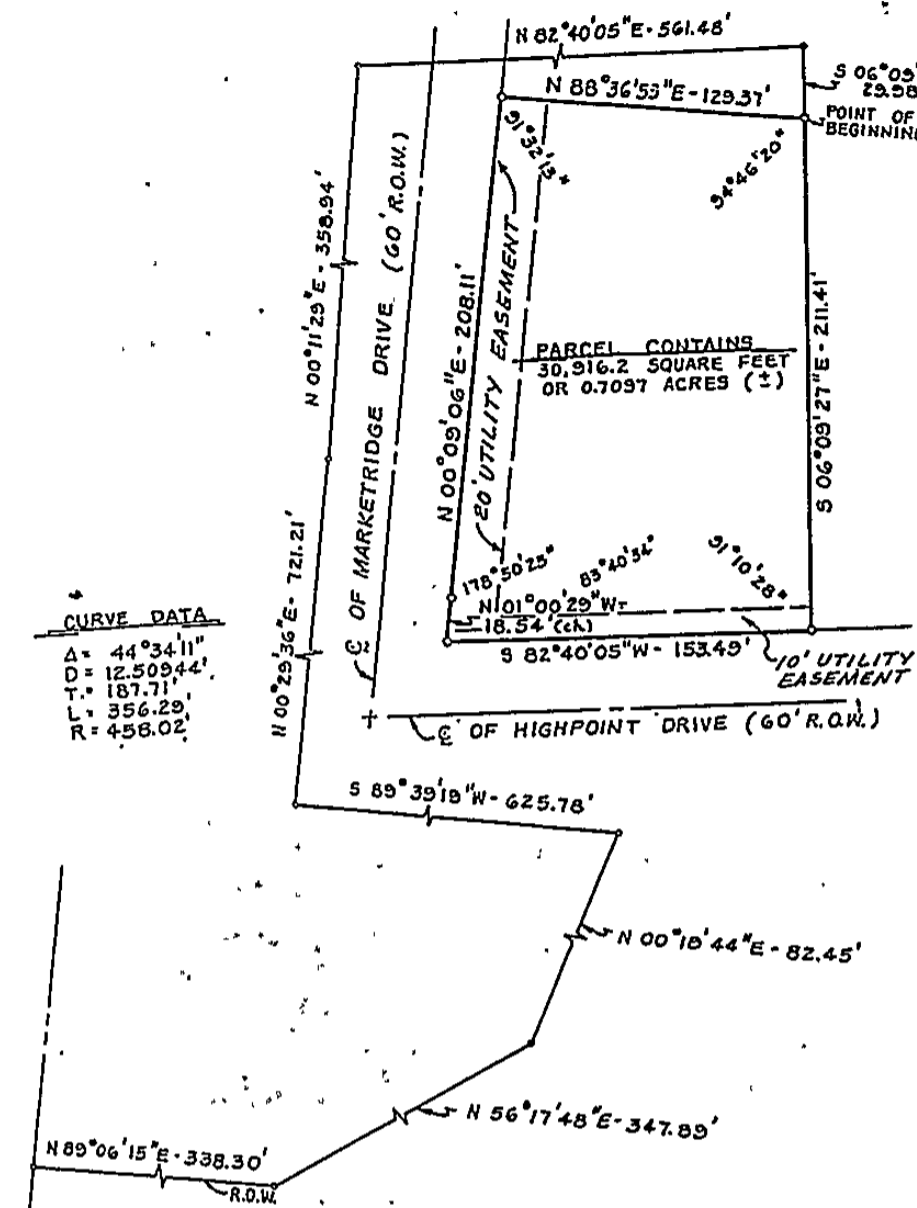 N 82°40'05"E - 561.48'
S 06°09'
29.98
N 88°36'53"E - 129.37'
POINT OF
BEGINNING
91°32'13"
94°46'20"
N 00°11'29"E - 358.94'
℄ OF MARKETRIDGE DRIVE (60' R.O.W.)
N 00°09'06"E - 208.11'
20' UTILITY EASEMENT
PARCEL CONTAINS
30,916.2 SQUARE FEET
OR 0.7097 ACRES (±)
S 06°09'27"E - 211.41'
178°50'25"
83°40'34"
91°10'28"
N 01°00'29"W -
18.54'(ch)
S 82°40'05"W - 153.49'
10' UTILITY
EASEMENT
N 00°29'36"E - 721.21'
CURVE DATA
Δ = 44°34'11"
D = 12.50944'
T. = 187.71'
L = 356.29'
R = 458.02'
℄ OF HIGHPOINT DRIVE (60' R.O.W.)
S 89°39'19"W - 625.78'
N 00°18'44"E - 82.45'
N 56°17'48"E - 347.89'
N 89°06'15"E - 338.30'
R.O.W.